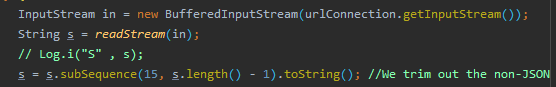 InputStream in = new BufferedInputStream(urlConnection.getInputStream());
String s = readStream(in);
// Log.i("S" , s);
s = s.subSequence(15, s.length() - 1).toString(); //We trim out the non-JSON